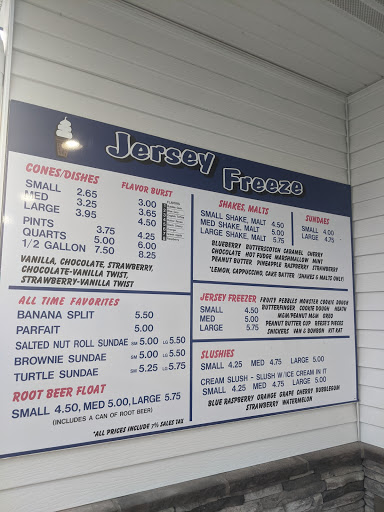 Jersey Freeze
CONES/DISHES
FLAVOR BURST
SMALL 2.65 3.00
MED 3.25 3.65
LARGE 3.95 4.50
PINTS 3.75 4.25
QUARTS 5.00 6.00
1/2 GALLON 7.50 8.25
VANILLA, CHOCOLATE, STRAWBERRY,
CHOCOLATE-VANILLA TWIST,
STRAWBERRY-VANILLA TWIST
ALL TIME FAVORITES
BANANA SPLIT 5.50
PARFAIT 5.00
SALTED NUT ROLL SUNDAE SM 5.00 LG 5.50
BROWNIE SUNDAE SM 5.00 LG 5.50
TURTLE SUNDAE SM 5.25 LG 5.75
ROOT BEER FLOAT
SMALL 4.50, MED 5.00, LARGE 5.75
(INCLUDES A CAN OF ROOT BEER)
*ALL PRICES INCLUDE 7% SALES TAX
SHAKES, MALTS
SMALL SHAKE, MALT 4.50
MED SHAKE, MALT 5.00
LARGE SHAKE, MALT 5.75
SUNDAES
SMALL 4.00
LARGE 4.75
BLUEBERRY BUTTERSCOTCH CARAMEL CHERRY
CHOCOLATE HOT FUDGE MARSHMALLOW MINT
PEANUT BUTTER PINEAPPLE RASPBERRY STRAWBERRY
*LEMON, CAPPUCCINO, CAKE BATTER (SHAKES & MALTS ONLY)
JERSEY FREEZER
SMALL 4.50
MED 5.00
LARGE 5.75
FRUITY PEBBLES MONSTER COOKIE DOUGH
BUTTERFINGER COOKIE DOUGH HEATH
M&M PEANUT M&M OREO
PEANUT BUTTER CUP REESE'S PIECES
SNICKERS KIT KAT
SLUSHIES
SMALL 4.25 MED 4.75 LARGE 5.00
CREAM SLUSH - SLUSH W/ICE CREAM IN IT
SMALL 4.25 MED 4.75 LARGE 5.00
BLUE RASPBERRY ORANGE GRAPE CHERRY BUBBLEGUM
STRAWBERRY WATERMELON